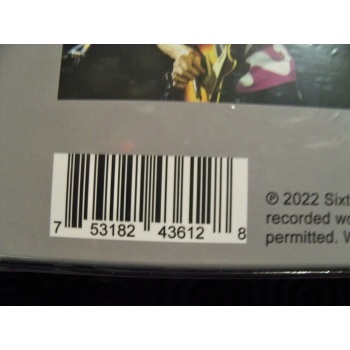 7 53182 43612 8
℗ 2022 Sixt
recorded wo
permitted. W